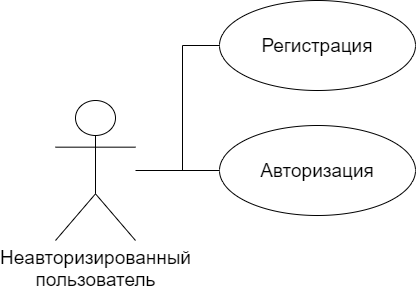 Регистрация
Авторизация
Неавторизированный
пользователь